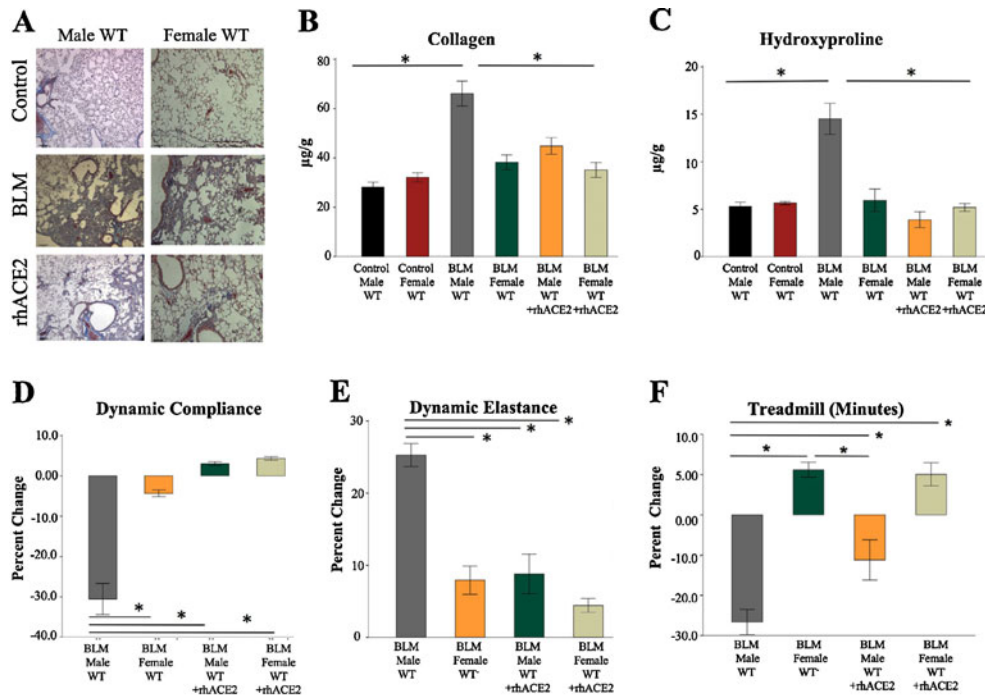 A
Male WT Female WT
Control
BLM
rhACE2
B
Collagen
µg/g
80
60
40
20
0
*
*
Control Male WT
Control Female WT
BLM Male WT
BLM Female WT
BLM Male WT +rhACE2
BLM Female WT +rhACE2
C
Hydroxyproline
µg/g
20
15
10
5
0
*
*
Control Male WT
Control Female WT
BLM Male WT
BLM Female WT
BLM Male WT +rhACE2
BLM Female WT +rhACE2
D
Dynamic Compliance
Percent Change
10.0
0.00
-10.0
-20.0
-30.0
-40.0
*
*
*
BLM Male WT
BLM Female WT
BLM Male WT +rhACE2
BLM Female WT +rhACE2
E
Dynamic Elastance
Percent Change
30
20
10
0
*
*
*
BLM Male WT
BLM Female WT
BLM Male WT +rhACE2
BLM Female WT +rhACE2
F
Treadmill (Minutes)
Perent Change
10.0
5.00
0.00
-10.0
-20.0
-30.0
*
*
*
*
BLM Male WT
BLM Female WT
BLM Male WT +rhACE2
BLM Female WT +rhACE2